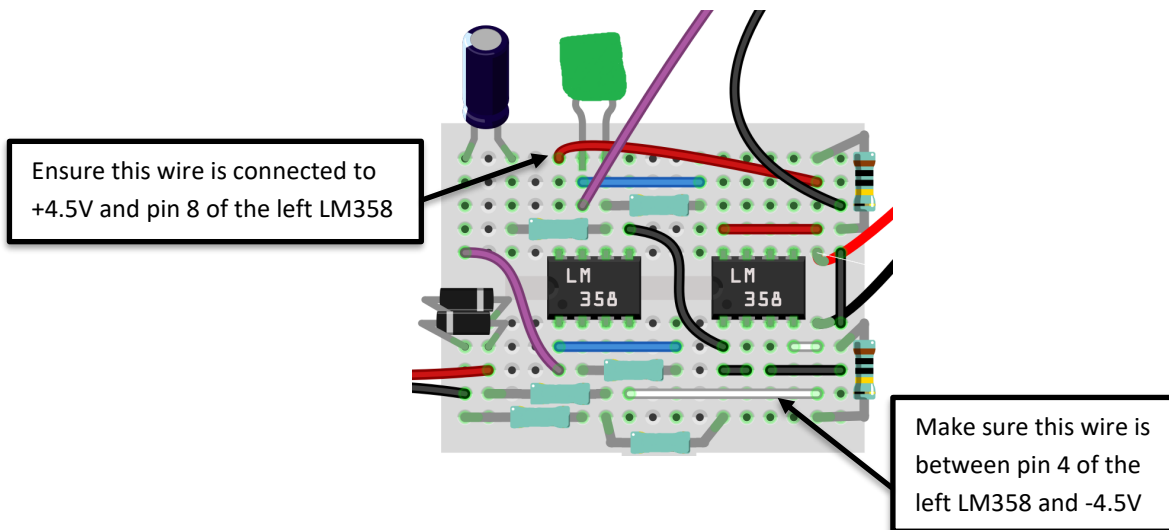 Ensure this wire is connected to
+4.5V and pin 8 of the left LM358
LM
358
LM
358
Make sure this wire is
between pin 4 of the
left LM358 and -4.5V